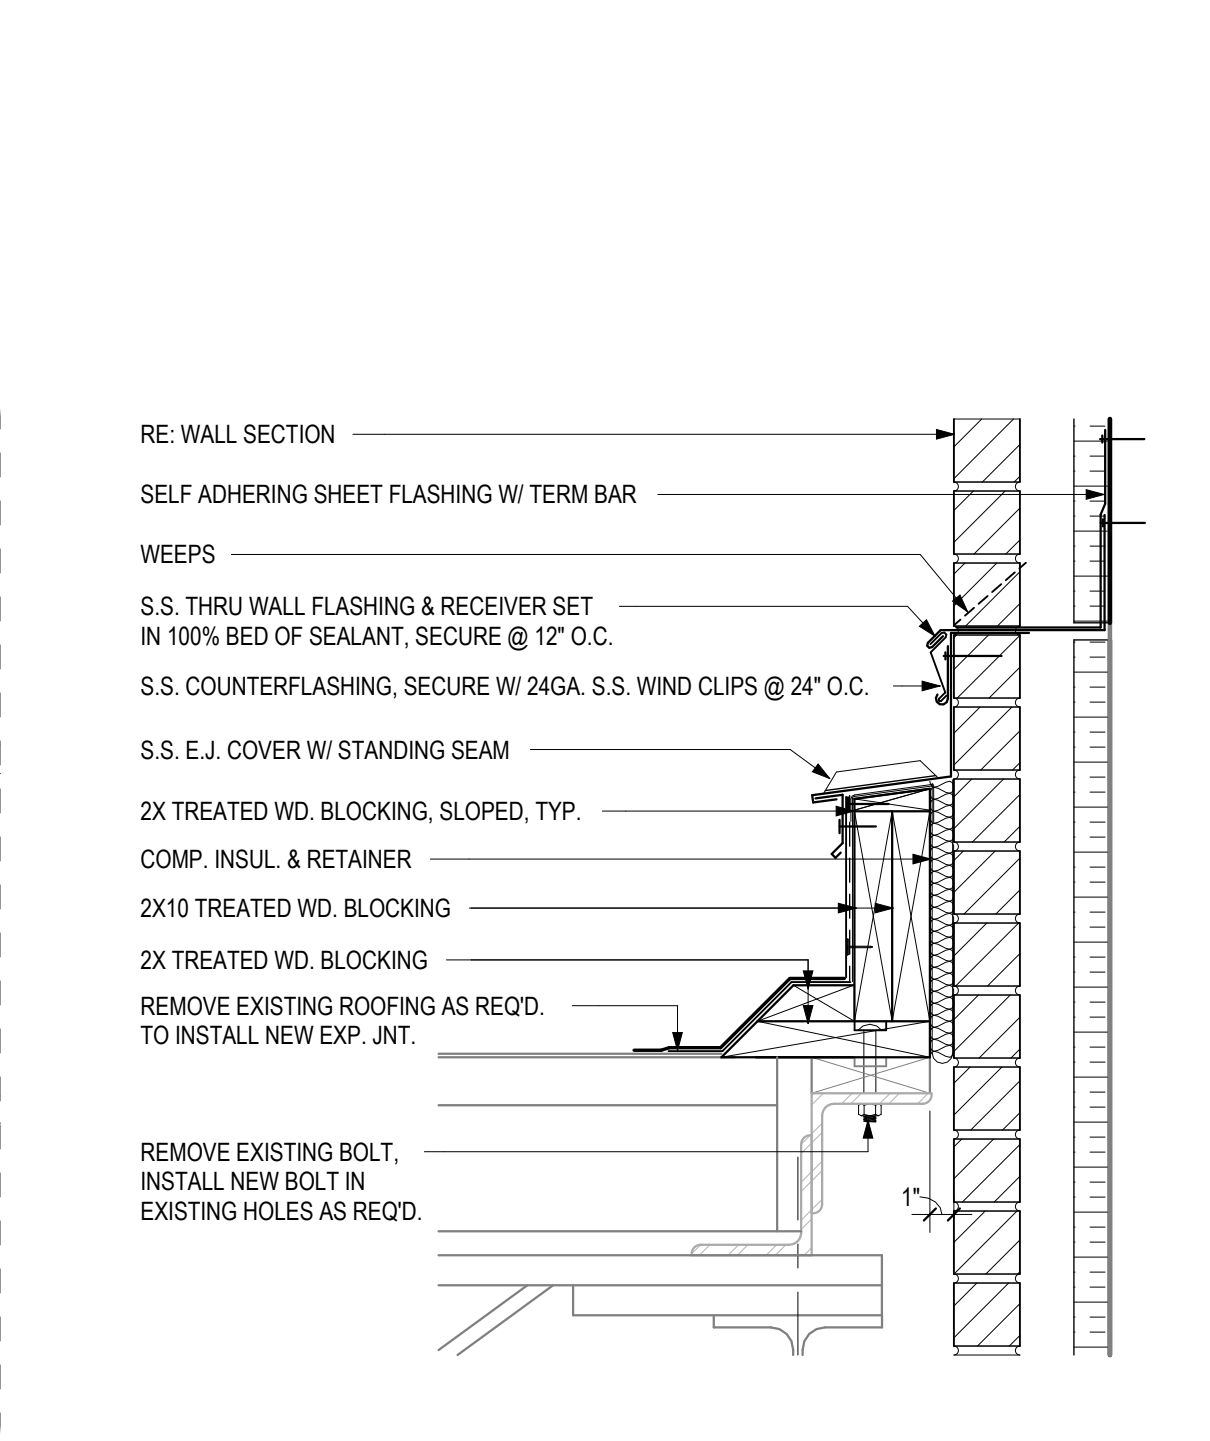 RE: WALL SECTION
SELF ADHERING SHEET FLASHING W/ TERM BAR
WEEPS
S.S. THRU WALL FLASHING & RECEIVER SET
IN 100% BED OF SEALANT, SECURE @ 12" O.C.
S.S. COUNTERFLASHING, SECURE W/ 24GA. S.S. WIND CLIPS @ 24" O.C.
S.S. E.J. COVER W/ STANDING SEAM
2X TREATED WD. BLOCKING, SLOPED, TYP.
COMP. INSUL. & RETAINER
2X10 TREATED WD. BLOCKING
2X TREATED WD. BLOCKING
REMOVE EXISTING ROOFING AS REQ'D.
TO INSTALL NEW EXP. JNT.
REMOVE EXISTING BOLT,
INSTALL NEW BOLT IN
EXISTING HOLES AS REQ'D.
1"